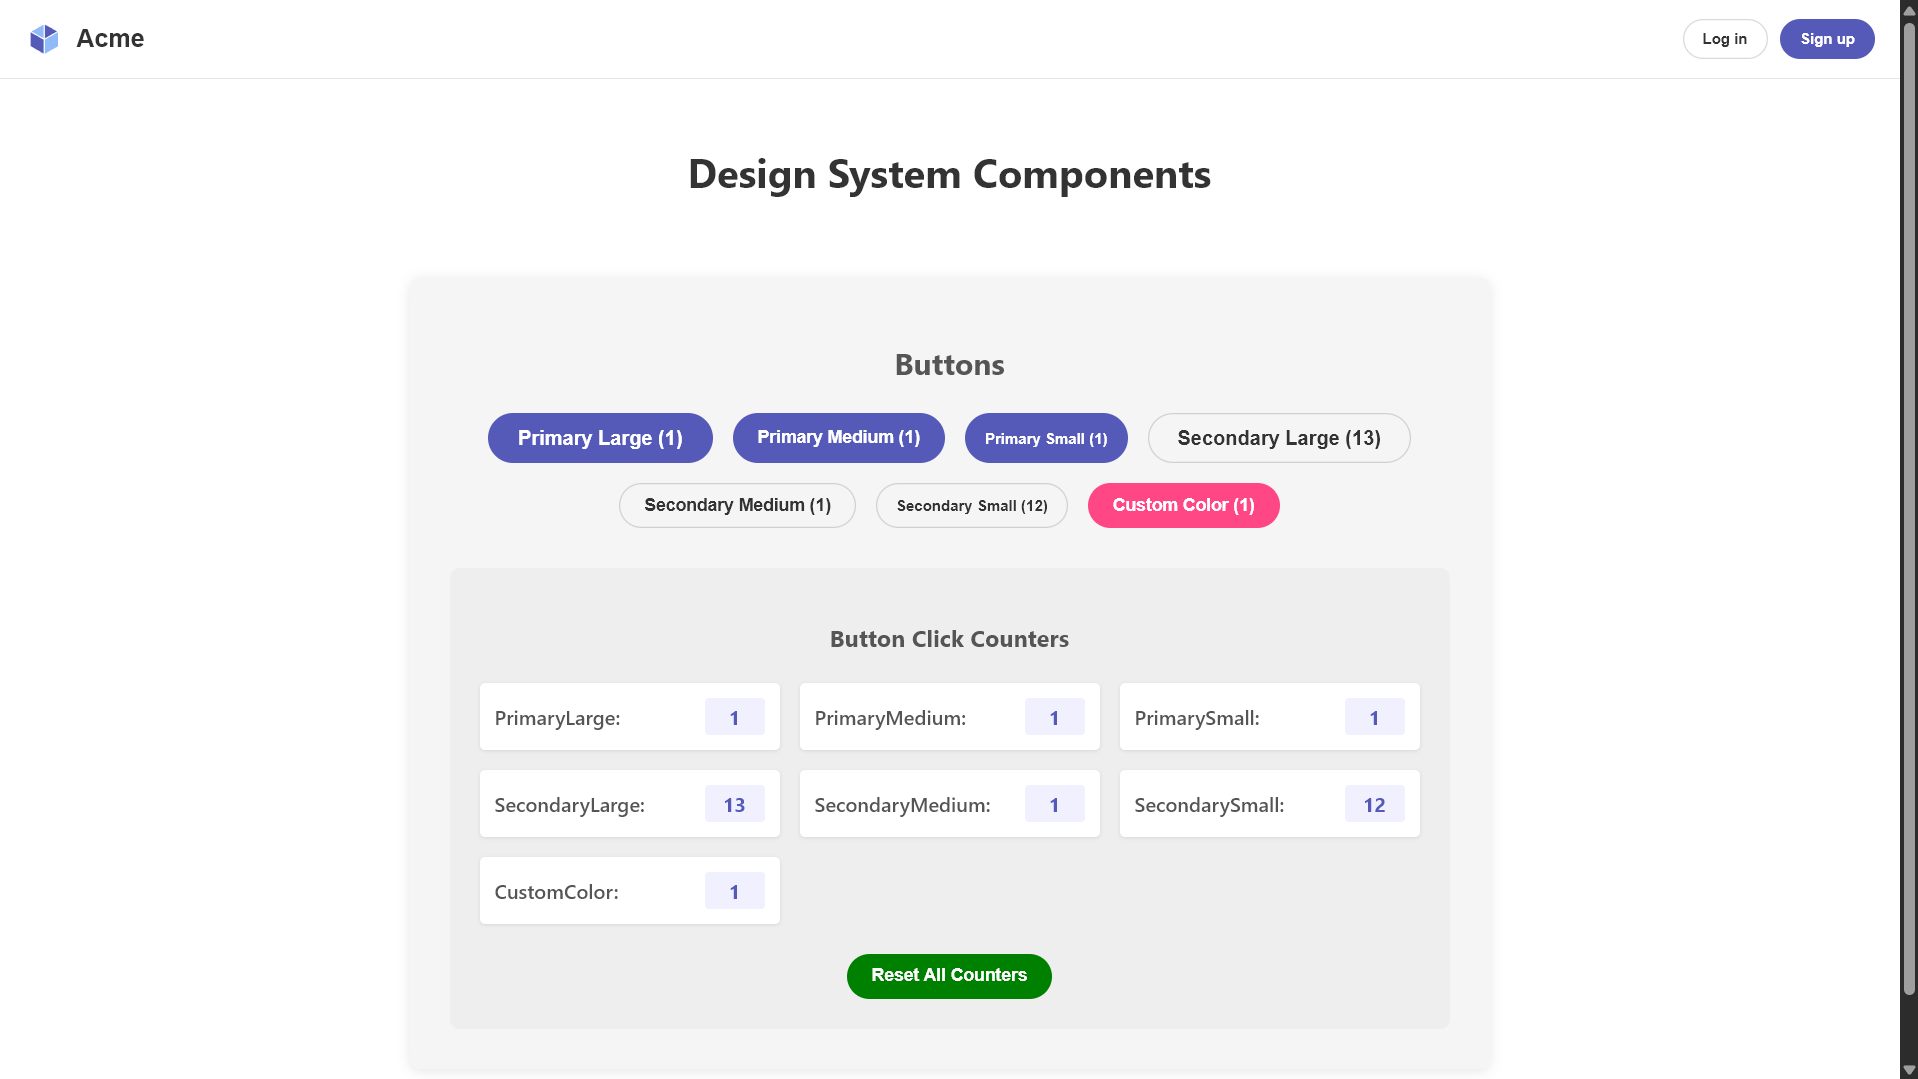 Acme
Log in
Sign up
Design System Components
Buttons
Primary Large (1)
Primary Medium (1)
Primary Small (1)
Secondary Large (13)
Secondary Medium (1)
Secondary Small (12)
Custom Color (1)
Button Click Counters
PrimaryLarge: 1
PrimaryMedium: 1
PrimarySmall: 1
SecondaryLarge: 13
SecondaryMedium: 1
SecondarySmall: 12
CustomColor: 1
Reset All Counters